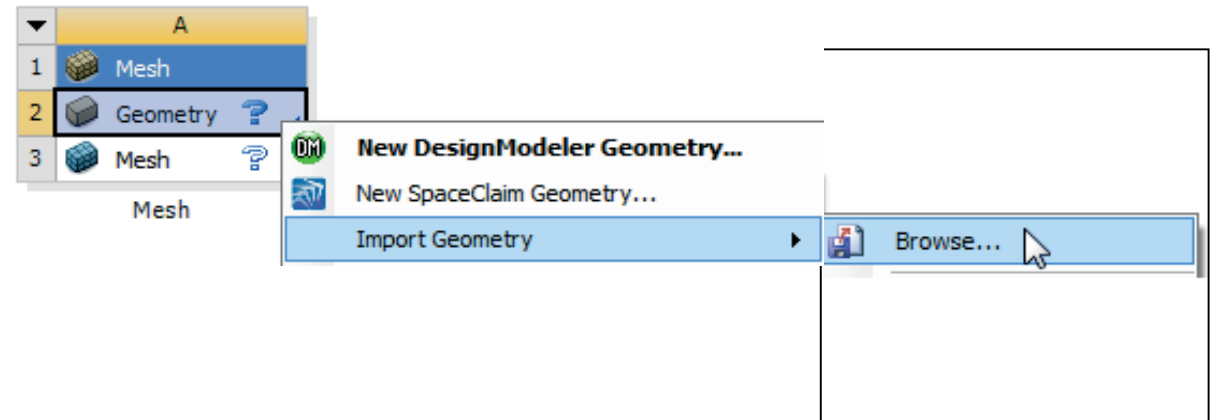 A
1 Mesh
2 Geometry ?
3 Mesh ?
Mesh
DM New DesignModeler Geometry...
New SpaceClaim Geometry...
Import Geometry
Browse...